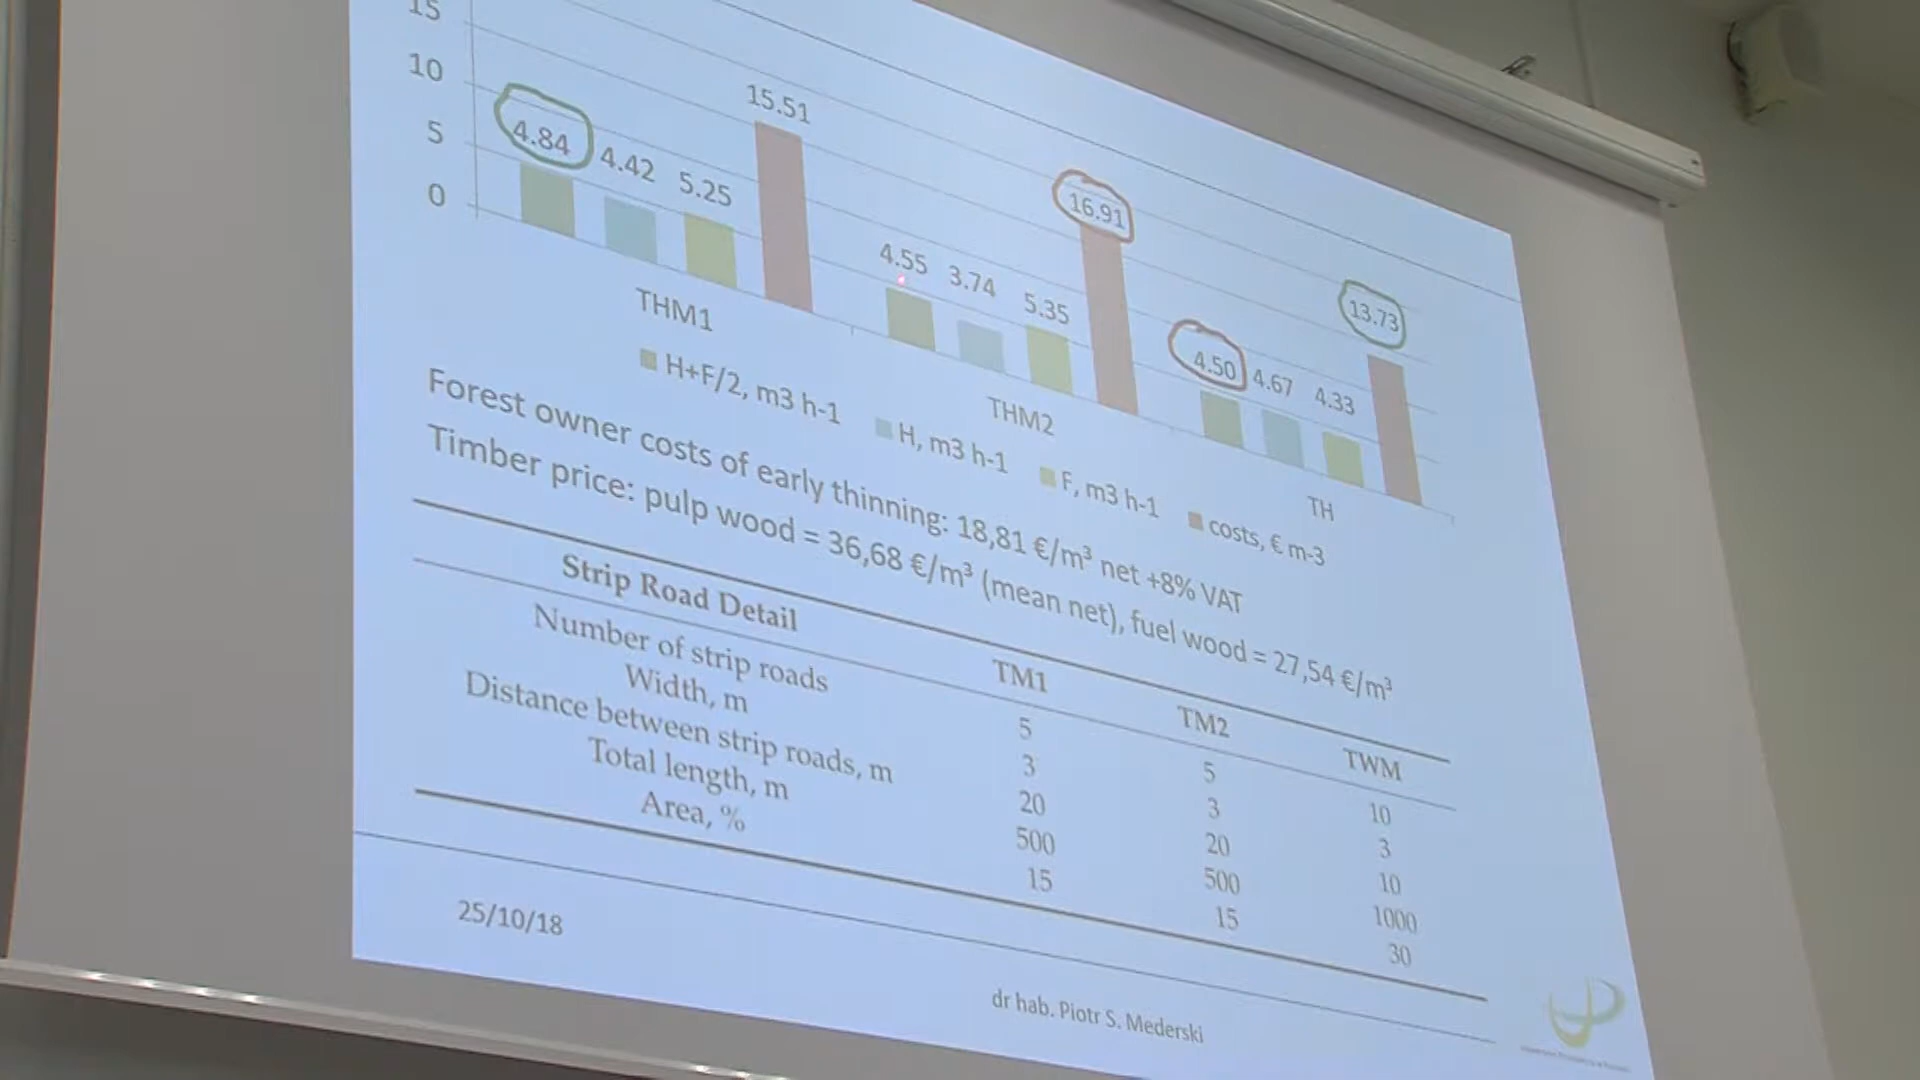 15
10
5
0
4.84 4.42 5.25 15.51
4.55 3.74 5.35 16.91
4.50 4.67 4.33 13.73
THM1 THM2 TH
H+F/2, m3 h-1 H, m3 h-1 F, m3 h-1 costs, € m-3
Forest owner costs of early thinning: 18,81 €/m³ net +8% VAT
Timber price: pulp wood = 36,68 €/m³ (mean net), fuel wood = 27,54 €/m³
Strip Road Detail TM1 TM2 TWM
Number of strip roads 5 5 10
Width, m 3 3 3
Distance between strip roads, m 20 20 10
Total length, m 500 500 1000
Area, % 15 15 30
25/10/18
dr hab. Piotr S. Mederski